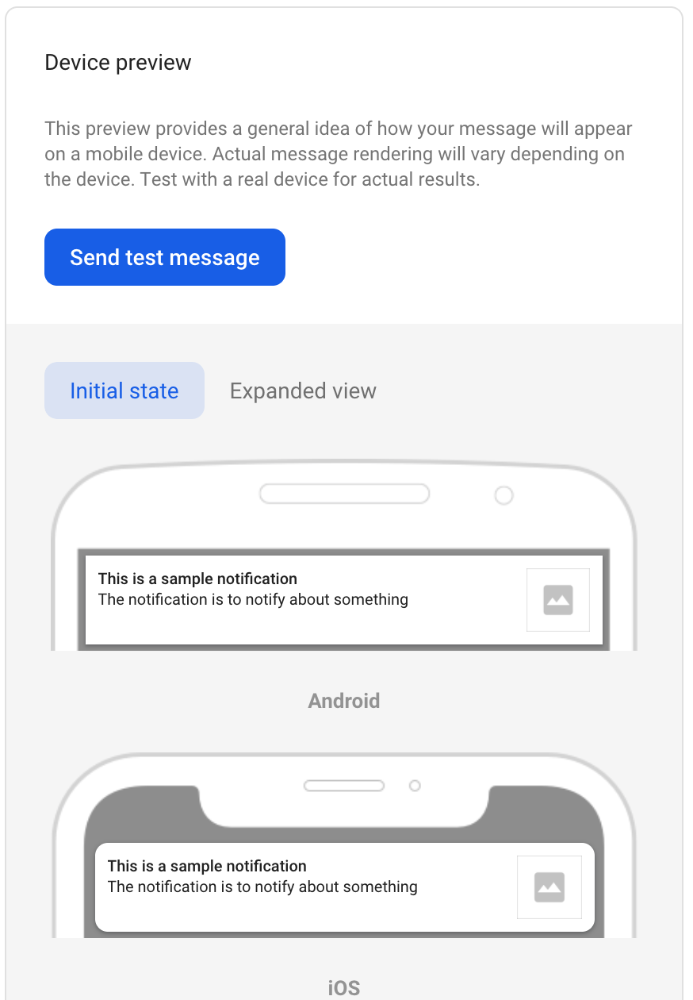 Device preview
This preview provides a general idea of how your message will appear
on a mobile device. Actual message rendering will vary depending on
the device. Test with a real device for actual results.
Send test message
Initial state
Expanded view
This is a sample notification
The notification is to notify about something
Android
This is a sample notification
The notification is to notify about something
iOS